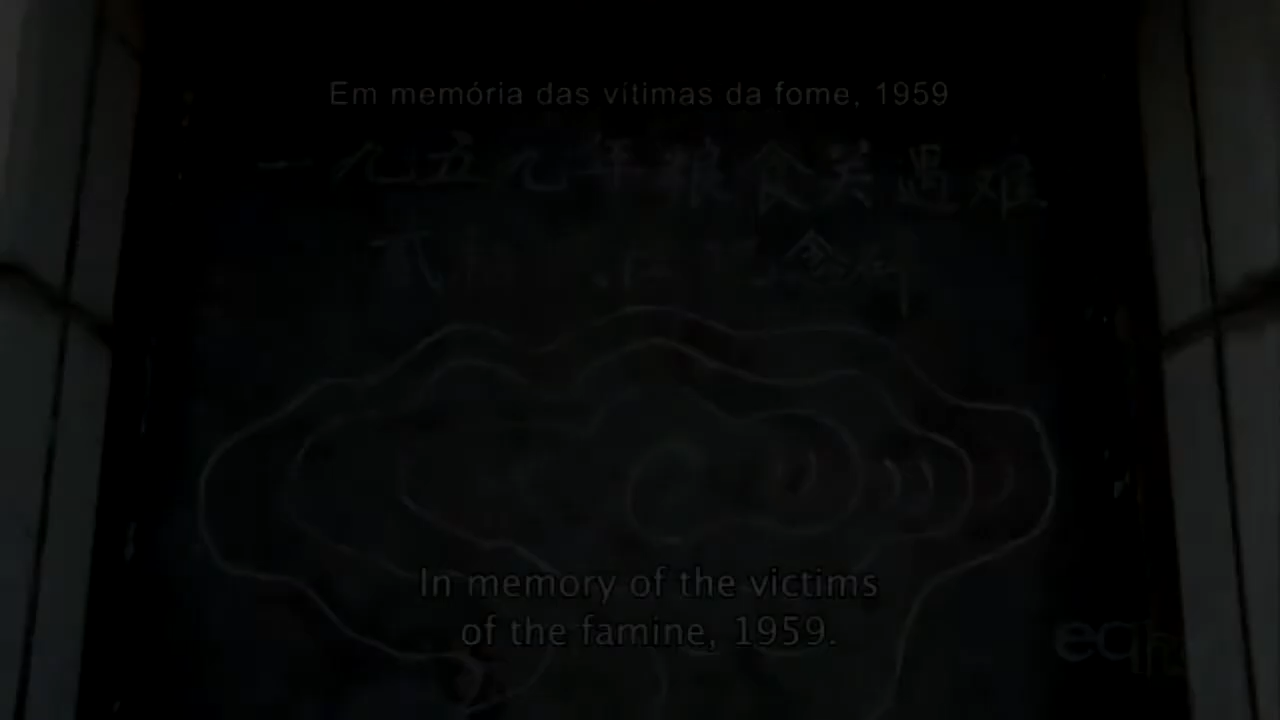 Em memória das vítimas da fome, 1959
一九五九年粮食关遇难
In memory of the victims
of the famine, 1959.